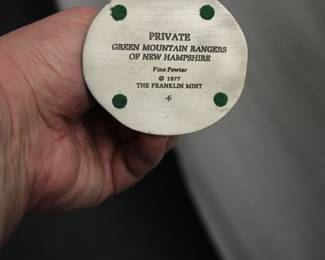 PRIVATE
GREEN MOUNTAIN RANGERS
OF NEW HAMPSHIRE
Fine Pewter
© 1977
THE FRANKLIN MINT